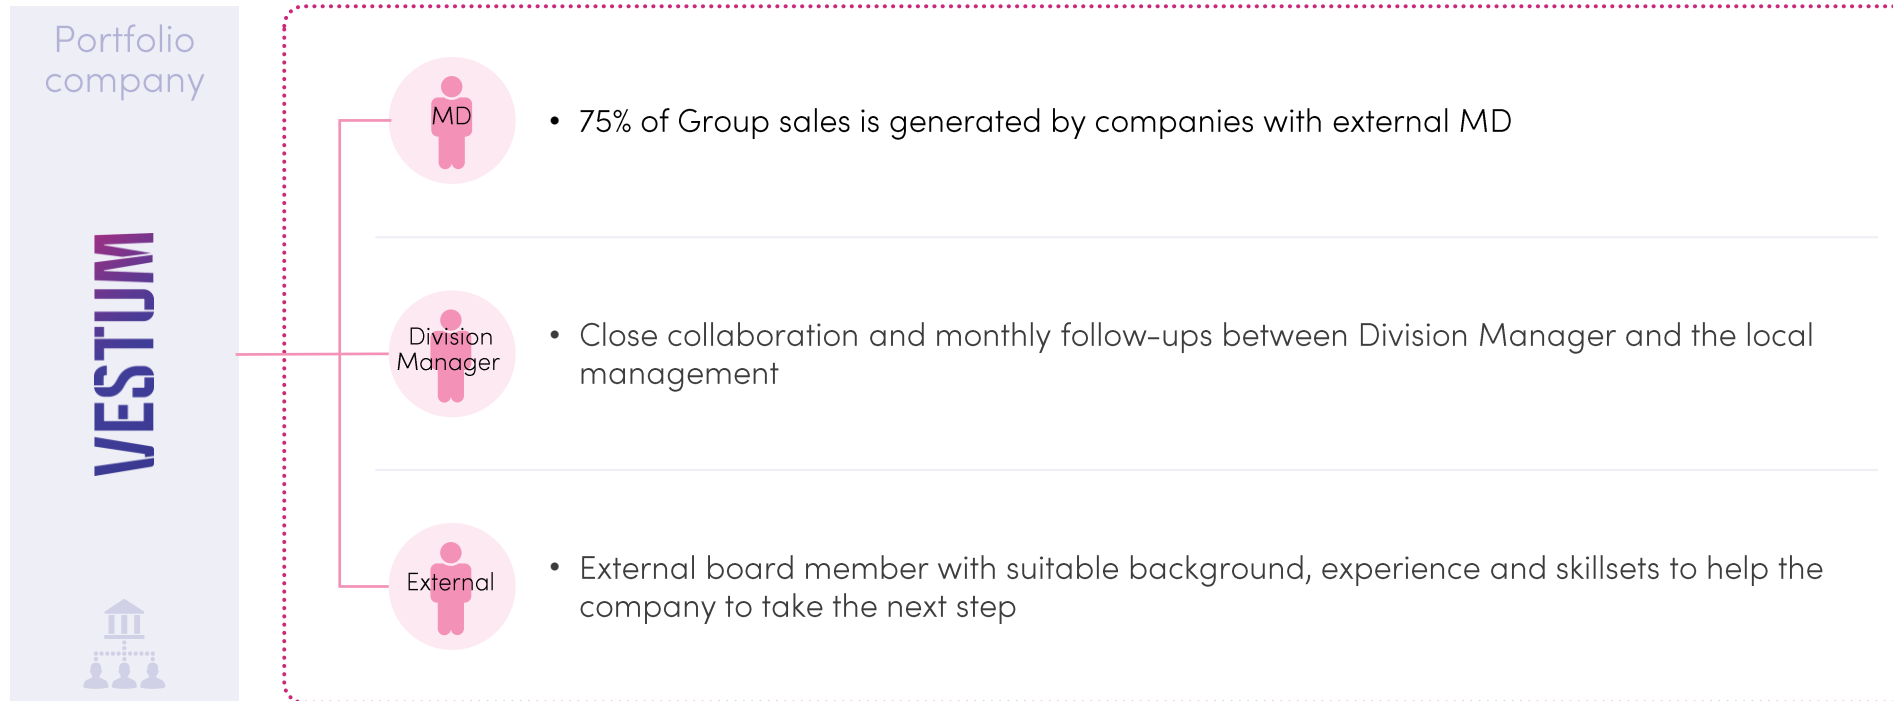 Portfolio
company
VESTUM
MD
• 75% of Group sales is generated by companies with external MD
Division
Manager
• Close collaboration and monthly follow-ups between Division Manager and the local
management
External
• External board member with suitable background, experience and skillsets to help the
company to take the next step